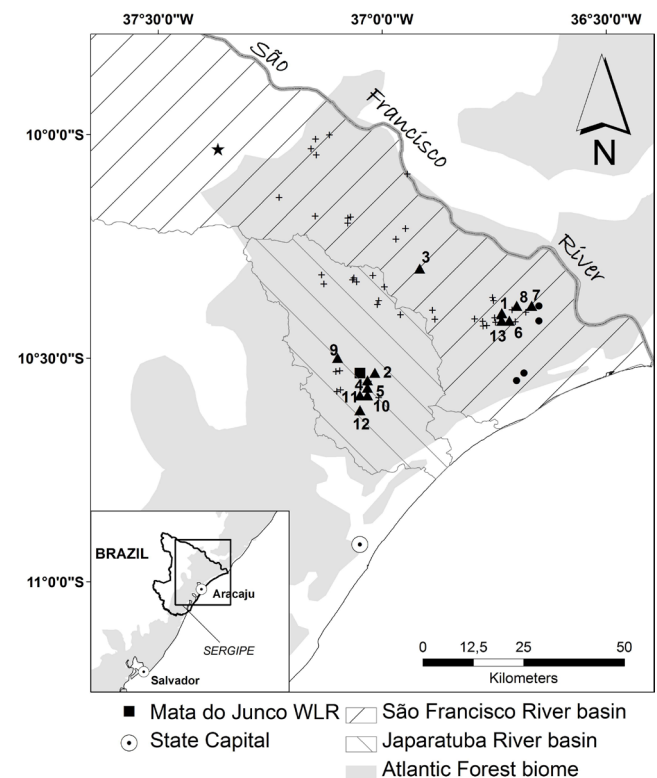 37°30'0"W 37°0'0"W 36°30'0"W
São
Francisco
River
N
10°0'0"S
10°30'0"S
11°0'0"S
3
1 8 7
13 6
9
2
4
5
11
10
12
BRAZIL
Aracaju
SERGIPE
Salvador
0 12,5 25 50
Kilometers
Mata do Junco WLR
State Capital
São Francisco River basin
Japaratuba River basin
Atlantic Forest biome